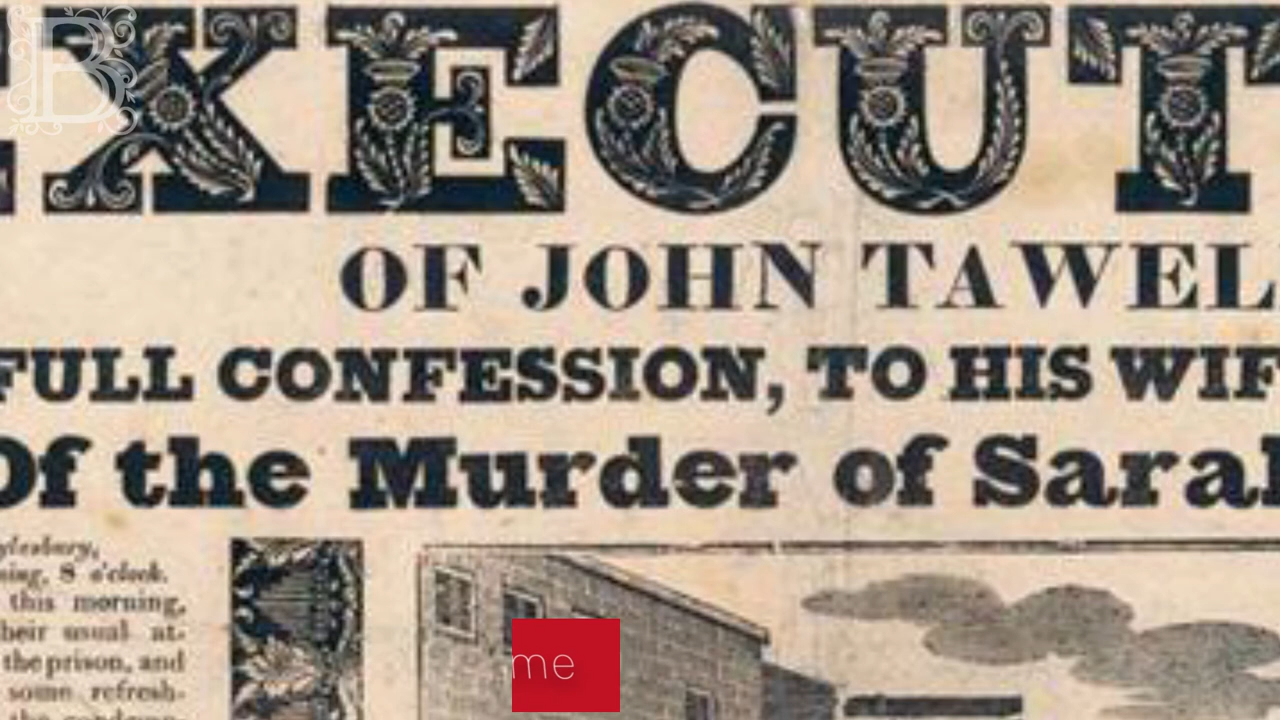 B
XECUT
OF JOHN TAWEL
FULL CONFESSION, TO HIS WIF
Of the Murder of Sarah
ylesbury,
ning, 8 o'clock.
this morning,
heir usual at-
the prison, and
some refresh-
me